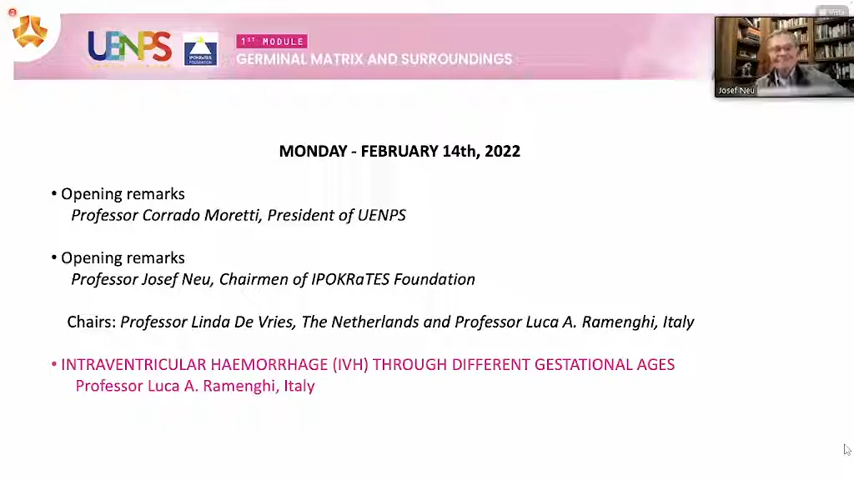 UENPS
IPOKRATES
FOUNDATION
1ST MODULE
GERMINAL MATRIX AND SURROUNDINGS
Josef Neu
MONDAY - FEBRUARY 14th, 2022
• Opening remarks
Professor Corrado Moretti, President of UENPS
• Opening remarks
Professor Josef Neu, Chairmen of IPOKRaTES Foundation
Chairs: Professor Linda De Vries, The Netherlands and Professor Luca A. Ramenghi, Italy
• INTRAVENTRICULAR HAEMORRHAGE (IVH) THROUGH DIFFERENT GESTATIONAL AGES
Professor Luca A. Ramenghi, Italy